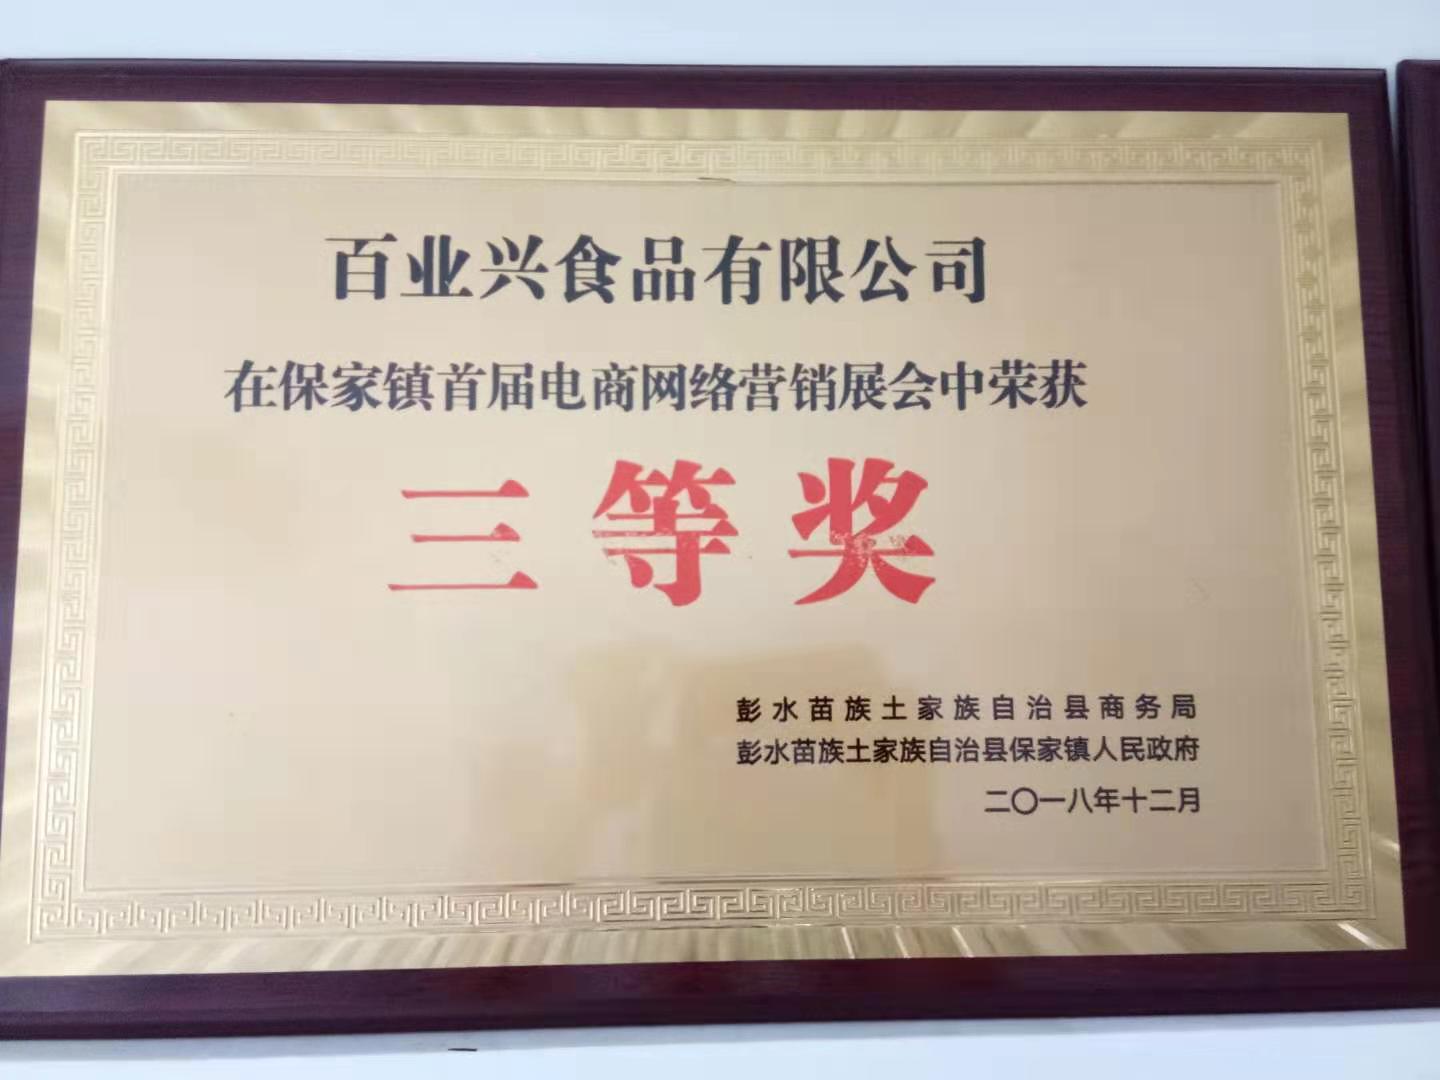 百业兴食品有限公司
在保家镇首届电商网络营销展会中荣获
三等奖
彭水苗族土家族自治县商务局
彭水苗族土家族自治县保家镇人民政府
二〇一八年十二月